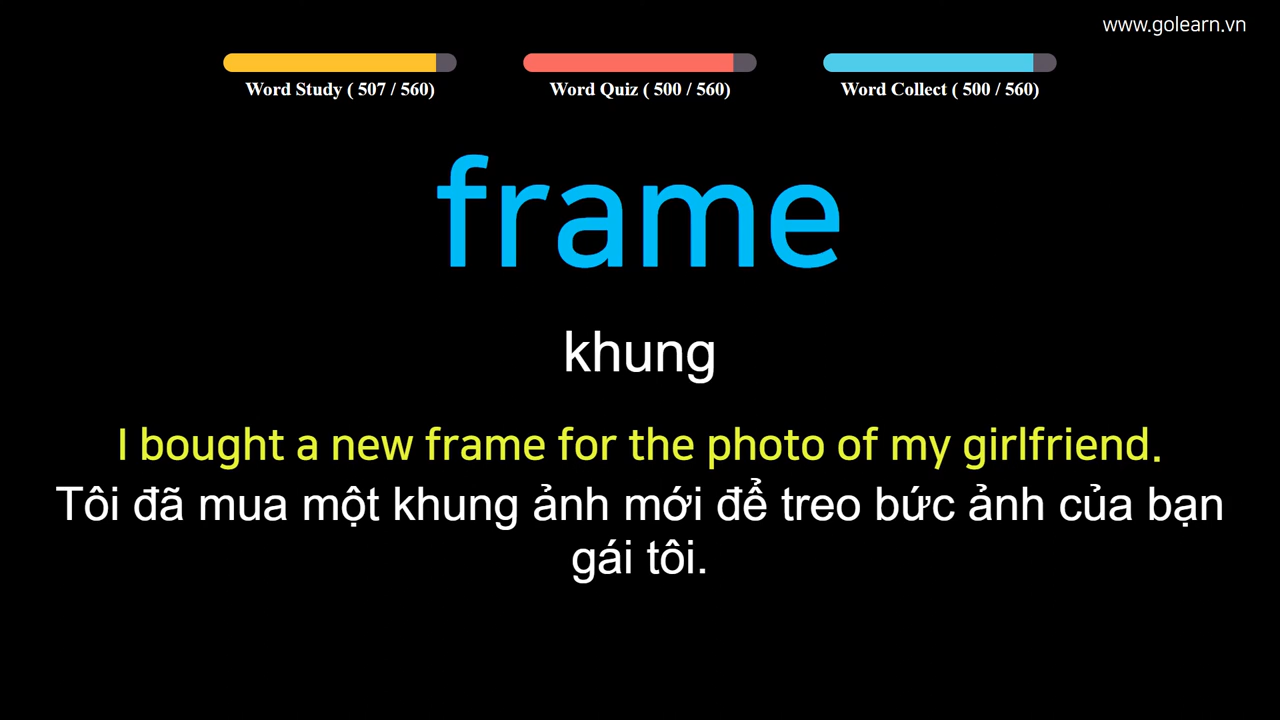 www.golearn.vn
Word Study ( 507 / 560)
Word Quiz ( 500 / 560)
Word Collect ( 500 / 560)
frame
khung
I bought a new frame for the photo of my girlfriend.
Tôi đã mua một khung ảnh mới để treo bức ảnh của bạn
gái tôi.